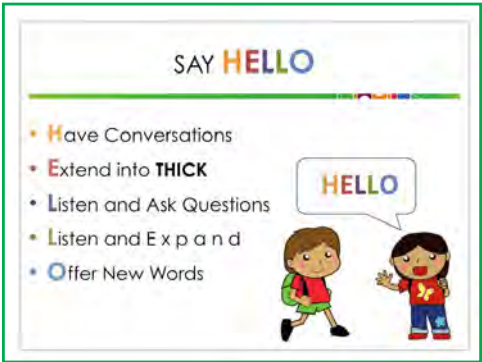 SAY HELLO
• Have Conversations
• Extend into THICK
• Listen and Ask Questions
• Listen and E x p a n d
• Offer New Words
HELLO